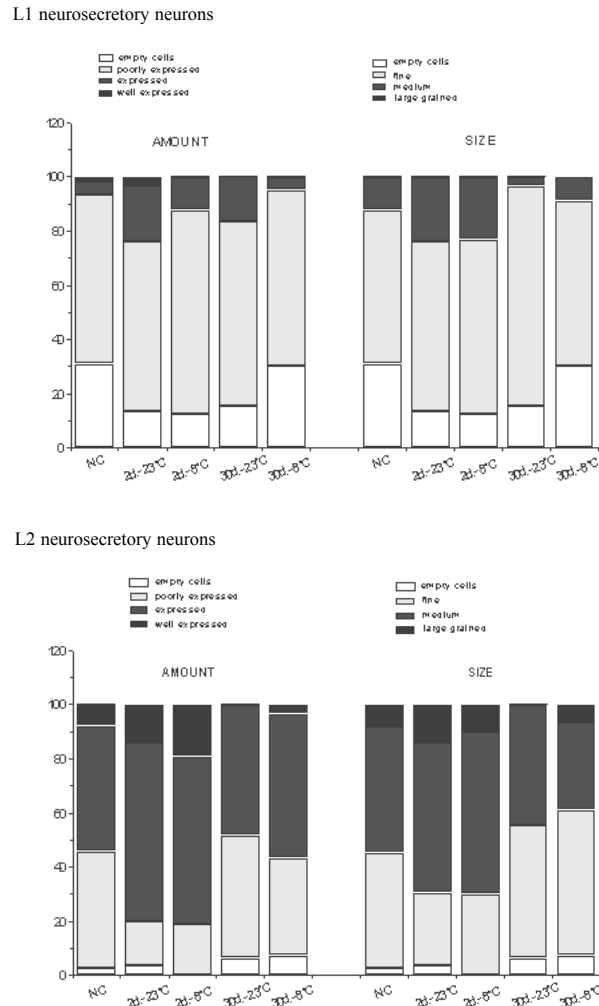 L1 neurosecretory neurons
empty cells
poorly expressed
expressed
well expressed
empty cells
fine
medium
large grained
120
100
80
60
40
20
0
AMOUNT
SIZE
NC 2d.-23°C 2d.-8°C 30d.-23°C 30d.-8°C
NC 2d.-23°C 2d.-8°C 30d.-23°C 30d.-8°C
L2 neurosecretory neurons
empty cells
poorly expressed
expressed
well expressed
empty cells
fine
medium
large grained
120
100
80
60
40
20
0
AMOUNT
SIZE
NC 2d.-23°C 2d.-8°C 30d.-23°C 30d.-8°C
NC 2d.-23°C 2d.-8°C 30d.-23°C 30d.-8°C